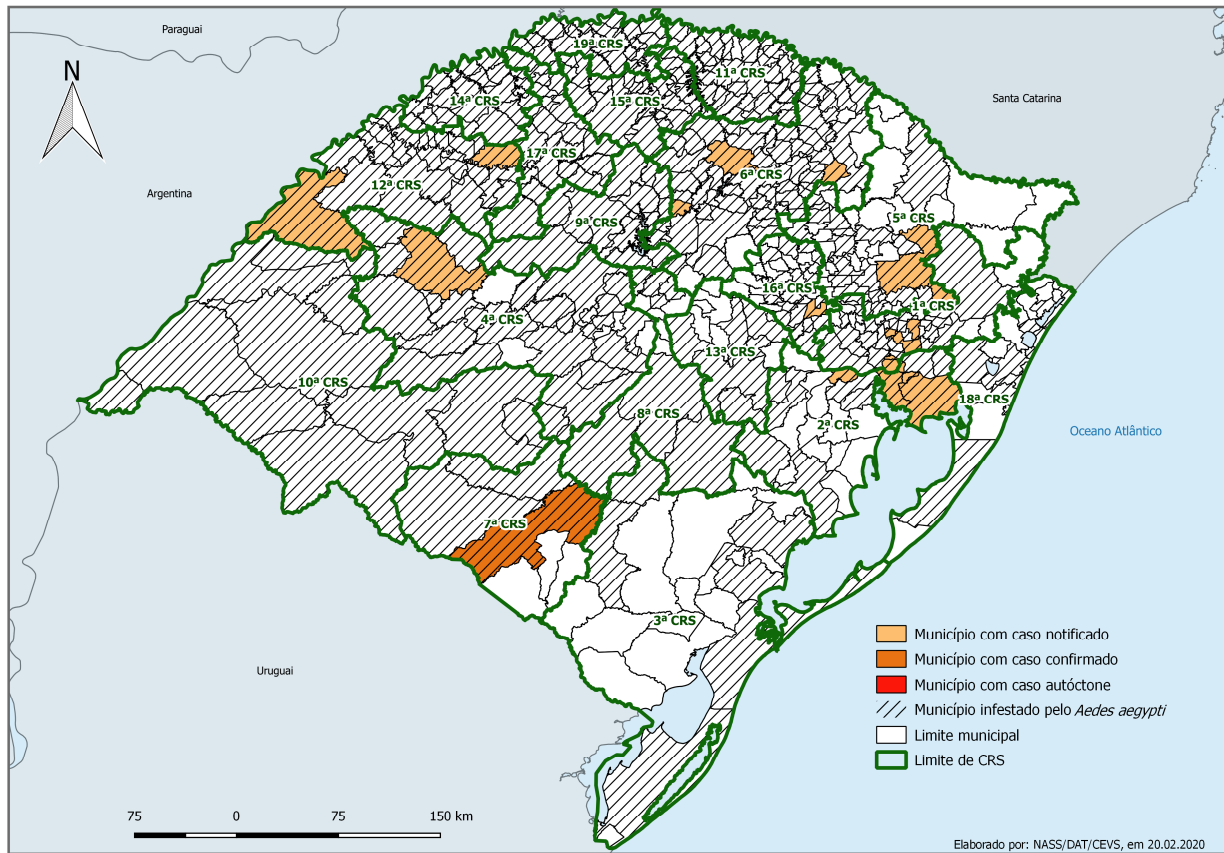 Paraguai
19ª CRS
11ª CRS
N
14ª CRS
15ª CRS
Santa Catarina
17ª CRS
6ª CRS
12ª CRS
Argentina
9ª CRS
5ª CRS
16ª CRS
1ª CRS
4ª CRS
13ª CRS
10ª CRS
18ª CRS
8ª CRS
2ª CRS
Oceano Atlântico
7ª CRS
3ª CRS
Uruguai
Município com caso notificado
Município com caso confirmado
Município com caso autóctone
Município infestado pelo Aedes aegypti
Limite municipal
Limite de CRS
75 0 75 150 km
Elaborado por: NASS/DAT/CEVS, em 20.02.2020